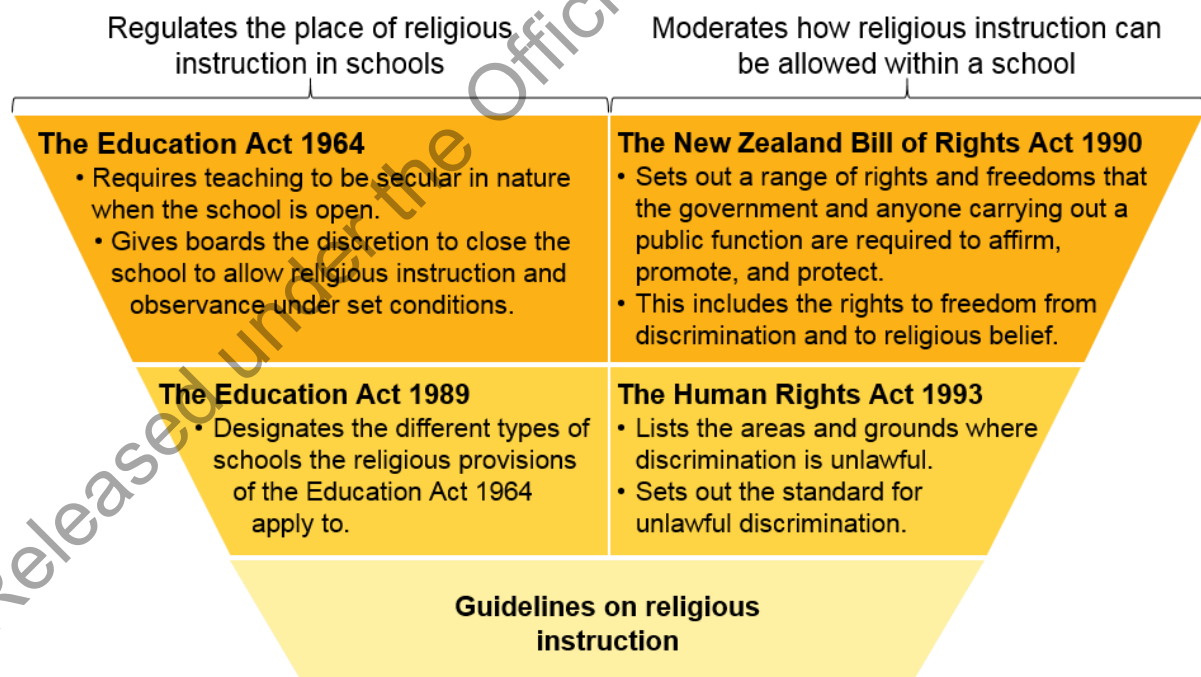 Regulates the place of religious
instruction in schools
Moderates how religious instruction can
be allowed within a school
The Education Act 1964
• Requires teaching to be secular in nature
when the school is open.
• Gives boards the discretion to close the
school to allow religious instruction and
observance under set conditions.
The New Zealand Bill of Rights Act 1990
• Sets out a range of rights and freedoms that
the government and anyone carrying out a
public function are required to affirm,
promote, and protect.
• This includes the rights to freedom from
discrimination and to religious belief.
The Education Act 1989
• Designates the different types of
schools the religious provisions
of the Education Act 1964
apply to.
The Human Rights Act 1993
• Lists the areas and grounds where
discrimination is unlawful.
• Sets out the standard for
unlawful discrimination.
Guidelines on religious
instruction
Released under the